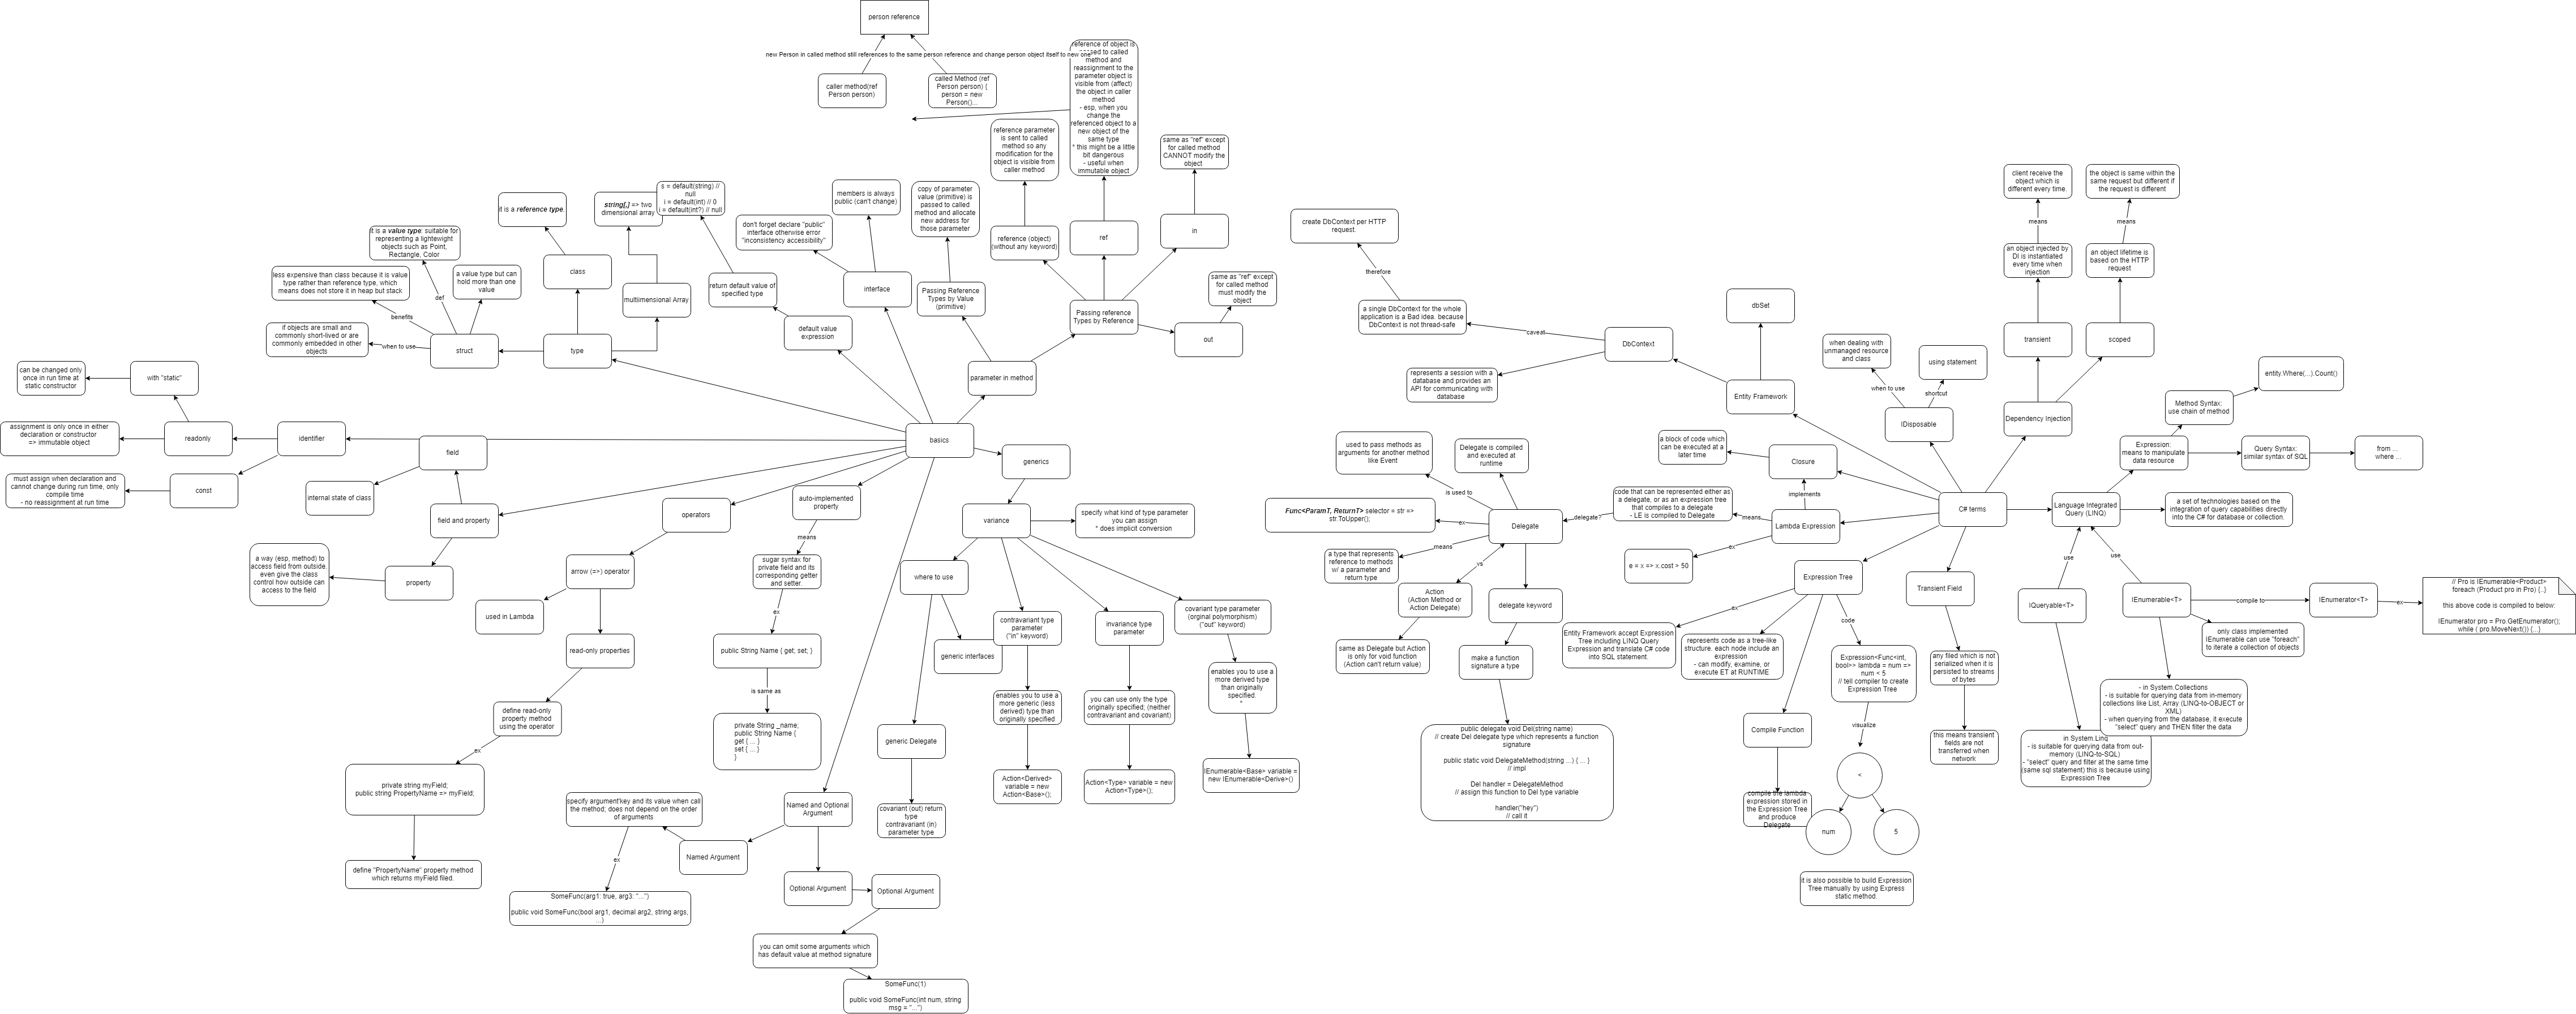 person reference
new Person in called method still references to the same person reference and change person object itself to new one
caller method(ref
Person person)
called Method (ref
Person person) {
person = new
Person()...
reference of object is
passed to called
method and
reassignment to the
parameter object is
visible from (affect)
the object in caller
method
- esp, when you
change the
referenced object to a
new object of the
same type
* this might be a little
bit dangerous
- useful when
immutable object
reference parameter
is sent to called
method so any
modification for the
object is visible from
caller method
same as "ref" except
for called method
CANNOT modify the
object
s = default(string) //
null
i = default(int) // 0
i = default(int?) // null
members is always
public (can't change)
copy of parameter
value (primitive) is
passed to called
method and allocate
new address for
those parameter
it is a reference type.
string[,] => two
dimensional array
don't forget declare "public"
interface otherwise error
"inconsistency accessibility"
reference (object)
(without any keyword)
ref
in
it is a value type: suitable for
representing a lightewight
objects such as Point,
Rectangle, Color
less expensive than class because it is value
type rather than reference type, which
means does not store it in heap but stack
a value type but can
hold more than one
value
class
multiimensional Array
return default value of
specified type
interface
Passing Reference
Types by Value
(primitive)
Passing reference
Types by Reference
same as "ref" except
for called method
must modify the
object
def
benefits
if objects are small and
commonly short-lived or are
commonly embedded in other
objects
when to use
struct
type
default value
expression
out
parameter in method
can be changed only
once in run time at
static constructor
with "static"
assignment is only once in either
declaration or constructor
=> immutable object
readonly
identifier
field
basics
generics
must assign when declaration and
cannot change during run time, only
compile time
- no reassignment at run time
const
internal state of class
field and property
operators
auto-implemented
property
variance
specify what kind of type parameter
you can assign
* does implicit conversion
a way (esp, method) to
access field from outside.
even give the class
control how outside can
access to the field
property
arrow (=>) operator
means
sugar syntax for
private field and its
corresponding getter
and setter.
where to use
used in Lambda
ex
contravariant type
parameter
("in" keyword)
invariance type
parameter
covariant type parameter
(orginal polymorphism)
("out" keyword)
read-only properties
public String Name { get; set; }
generic interfaces
is same as
enables you to use a
more generic (less
derived) type than
originally specified
you can use only the type
originally specified; (neither
contravariant and covariant)
enables you to use a
more derived type
than originally
specified.
*
define read-only
property method
using the operator
private String _name;
public String Name {
get { ... }
set { ... }
}
generic Delegate
ex
private string myField;
public string PropertyName => myField;
Action<Derived>
variable = new
Action<Base>();
Action<Type> variable = new
Action<Type>();
IEnumerable<Base> variable =
new IEnumerable<Derive>()
specify argument'key and its value when call
the method; does not depend on the order
of arguments
Named and Optional
Argument
covariant (out) return
type
contravariant (in)
parameter type
define "PropertyName" property method
which returns myField filed.
ex
Named Argument
Optional Argument
Optional Argument
SomeFunc(arg1: true, arg3: "...")
public void SomeFunc(bool arg1, decimal arg2, string args,
...)
you can omit some arguments which
has default value at method signature
SomeFunc(1)
public void SomeFunc(int num, string
msg = "...")
create DbContext per HTTP
request.
therefore
a single DbContext for the whole
application is a Bad idea. because
DbContext is not thread-safe
caveat
DbContext
dbSet
represents a session with a
database and provides an
API for communicating with
database
Entity Framework
when dealing with
unmanaged resource
and class
using statement
when to use
shortcut
IDisposable
client receive the
object which is
different every time.
the object is same within the
same request but different if
the request is different
means
means
an object injected by
DI is instantiated
every time when
injection
an object lifetime is
based on the HTTP
request
transient
scoped
Dependency Injection
entity.Where(...).Count()
Method Syntax:
use chain of method
Expression:
means to manipulate
data resource
Query Syntax:
similar syntax of SQL
from ...
where ...
used to pass methods as
arguments for another method
like Event
Delegate is compiled
and executed at
runtime
a block of code which
can be executed at a
later time
Closure
implements
is used to
Func<ParamT, ReturnT> selector = str =>
str.ToUpper();
ex
Delegate
delegate?
code that can be represented either as
a delegate, or as an expression tree
that compiles to a delegate
- LE is compiled to Delegate
means
Lambda Expression
C# terms
Language Integrated
Query (LINQ)
a set of technologies based on the
integration of query capabilities directly
into the C# for database or collection.
means
a type that represents
reference to methods
w/ a parameter and
return type
vs
ex
e = x => x.cost > 50
use
use
Action
(Action Method or
Action Delegate)
delegate keyword
Expression Tree
Transient Field
IQueryable<T>
IEnumerable<T>
compile to
IEnumerator<T>
ex
// Pro is IEnumerable<Product>
foreach (Product pro in Pro) {..}
this above code is compiled to below.
IEnumerator pro = Pro.GetEnumerator();
while ( pro.MoveNext()) {...}
ex
code
same as Delegate but Action
is only for void function
(Action can't return value)
make a function
signature a type
Entity Framework accept Expression
Tree including LINQ Query
Expression and translate C# code
into SQL statement.
represents code as a tree-like
structure. each node include an
expression
- can modify, examine, or
execute ET at RUNTIME
Expression<Func<int,
bool>> lambda = num =>
num < 5
// tell compiler to create
Expression Tree
any filed which is not
serialized when it is
persisted to streams
of bytes
only class implemented
IEnumerable can use "foreach"
to iterate a collection of objects
- in System.Collections
- is suitable for querying data from in-memory
collections like List, Array (LINQ-to-OBJECT or
XML)
- when querying from the database, it execute
"select" query and THEN filter the data
public delegate void Del(string name)
// create Del delegate type which represents a function
signature
public static void DelegateMethod(string ...) { ... }
// impl
Del handler = DelegateMethod
// assign this function to Del type variable
handler("hey")
// call it
Compile Function
visualize
this means transient
fields are not
transferred when
network
in System.Linq
- is suitable for querying data from out-
memory (LINQ-to-SQL)
- "select" query and filter at the same time
(same sql statement) this is because using
Expression Tree
<
compile the lambda
expression stored in
the Expression Tree
and produce
Delegate
num
5
it is also possible to build Expression
Tree manually by using Express
static method.